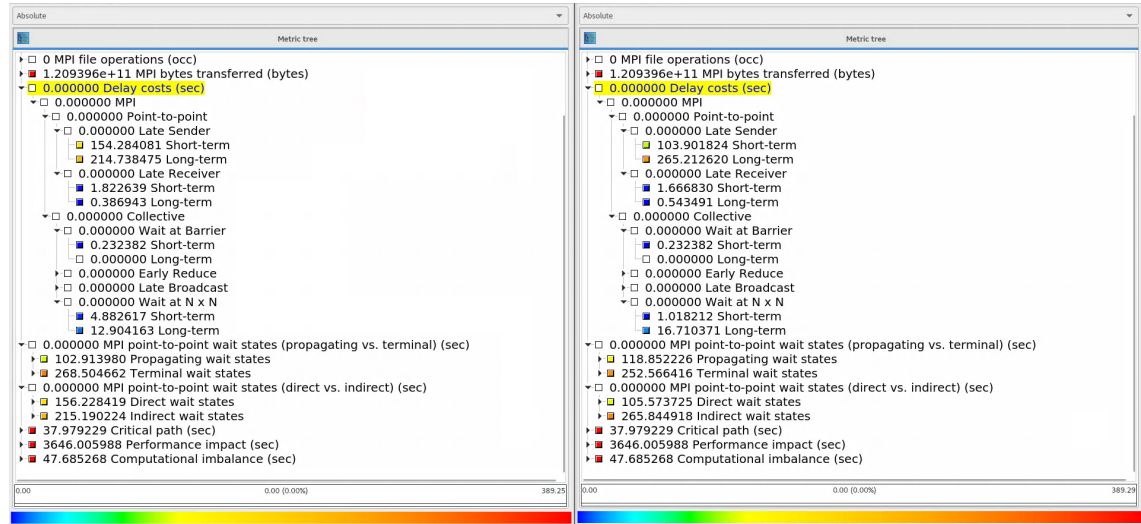 Absolute
Metric tree
0 MPI file operations (occ)
1.209396e+11 MPI bytes transferred (bytes)
0.000000 Delay costs (sec)
0.000000 MPI
0.000000 Point-to-point
0.000000 Late Sender
154.284081 Short-term
214.738475 Long-term
0.000000 Late Receiver
1.822639 Short-term
0.386943 Long-term
0.000000 Collective
0.000000 Wait at Barrier
0.232382 Short-term
0.000000 Long-term
0.000000 Early Reduce
0.000000 Late Broadcast
0.000000 Wait at N x N
4.882617 Short-term
12.904163 Long-term
0.000000 MPI point-to-point wait states (propagating vs. terminal) (sec)
102.913980 Propagating wait states
268.504662 Terminal wait states
0.000000 MPI point-to-point wait states (direct vs. indirect) (sec)
156.228419 Direct wait states
215.190224 Indirect wait states
37.979229 Critical path (sec)
3646.005988 Performance impact (sec)
47.685268 Computational imbalance (sec)
0.00 0.00 (0.00%) 389.25
Absolute
Metric tree
0 MPI file operations (occ)
1.209396e+11 MPI bytes transferred (bytes)
0.000000 Delay costs (sec)
0.000000 MPI
0.000000 Point-to-point
0.000000 Late Sender
103.901824 Short-term
265.212620 Long-term
0.000000 Late Receiver
1.666830 Short-term
0.543491 Long-term
0.000000 Collective
0.000000 Wait at Barrier
0.232382 Short-term
0.000000 Long-term
0.000000 Early Reduce
0.000000 Late Broadcast
0.000000 Wait at N x N
1.018212 Short-term
16.710371 Long-term
0.000000 MPI point-to-point wait states (propagating vs. terminal) (sec)
118.852226 Propagating wait states
252.566416 Terminal wait states
0.000000 MPI point-to-point wait states (direct vs. indirect) (sec)
105.573725 Direct wait states
265.844918 Indirect wait states
37.979229 Critical path (sec)
3646.005988 Performance impact (sec)
47.685268 Computational imbalance (sec)
0.00 0.00 (0.00%) 389.29